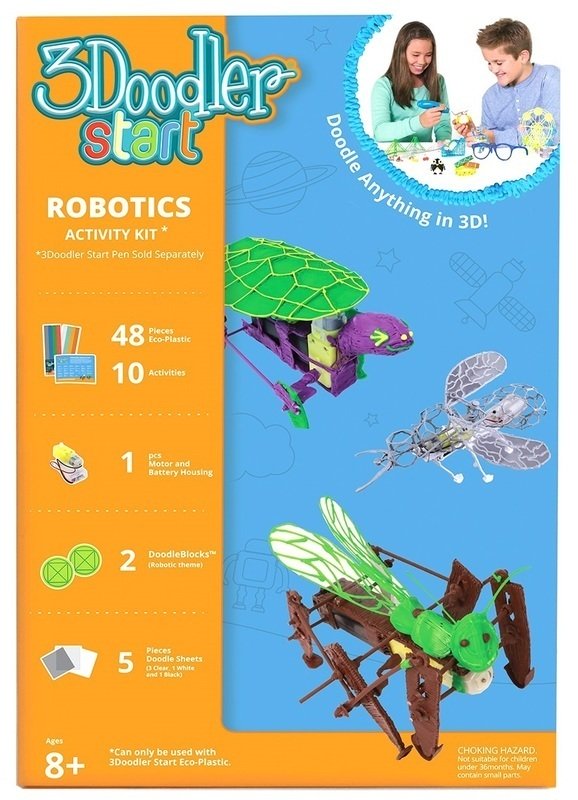 3Doodler
start
ROBOTICS
ACTIVITY KIT *
*3Doodler Start Pen Sold Separately
48 Pieces
Eco-Plastic
10 Activities
1 pcs
Motor and
Battery Housing
2 DoodleBlocks™
(Robotic theme)
5 Pieces
Doodle Sheets
(3 Clear, 1 White
and 1 Black)
Ages
8+
*Can only be used with
3Doodler Start Eco-Plastic.
Doodle Anything in 3D!
CHOKING HAZARD.
Not suitable for children
under 36months. May
contain small parts.